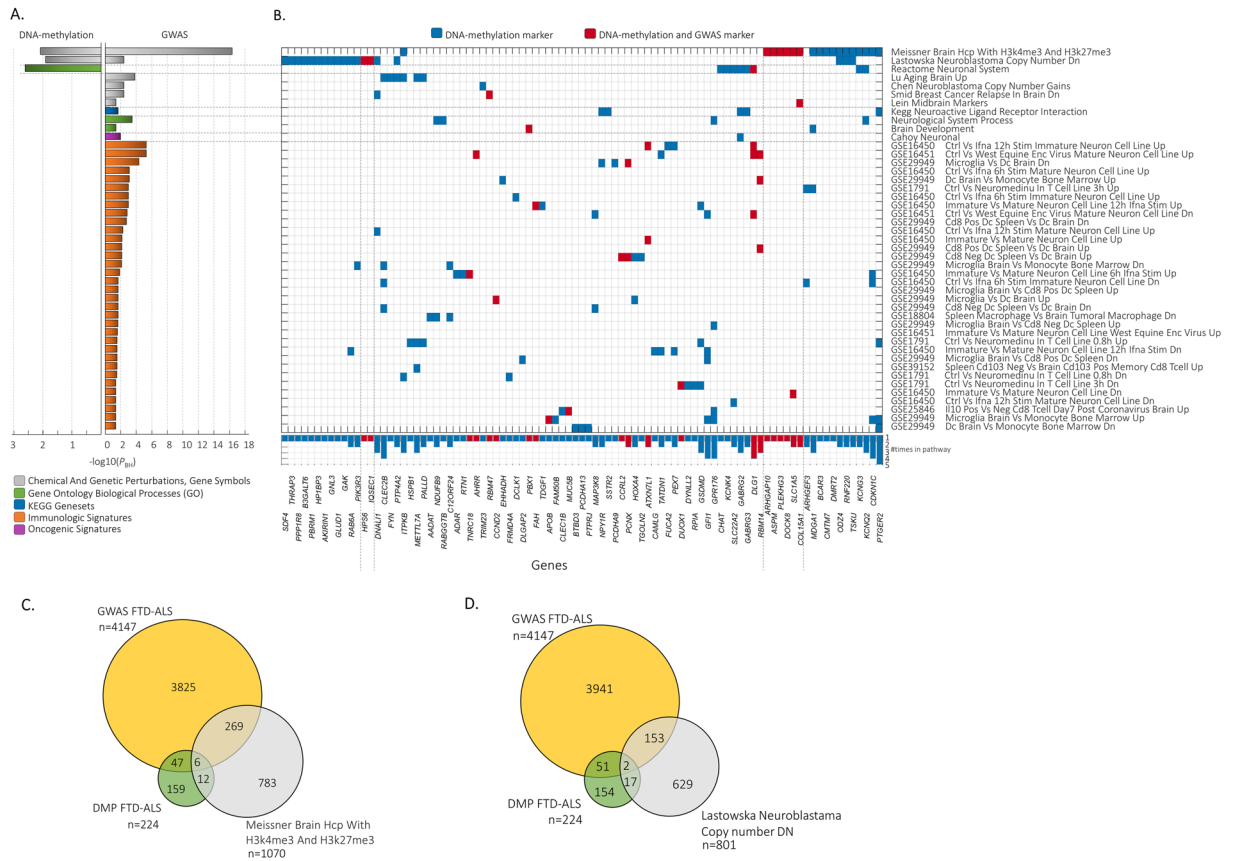 A.
B.
DNA-methylation
GWAS
DNA-methylation marker
DNA-methylation and GWAS marker
Meissner Brain Hcp With H3k4me3 And H3k27me3
Lastowska Neuroblastoma Copy Number Dn
Reactome Neuronal System
Lu Aging Brain Up
Chen Neuroblastoma Copy Number Gains
Smid Breast Cancer Relapse In Brain Dn
Lein Midbrain Markers
Kegg Neuroactive Ligand Receptor Interaction
Neurological System Process
Brain Development
Cahoy Neuronal
GSE16450 Ctrl Vs Ifna 12h Stim Immature Neuron Cell Line Up
GSE16451 Ctrl Vs West Equine Enc Virus Mature Neuron Cell Line Up
GSE29949 Microglia Vs Dc Brain Dn
GSE16450 Ctrl Vs Ifna 6h Stim Mature Neuron Cell Line Up
GSE29949 Dc Brain Vs Monocyte Bone Marrow Up
GSE1791 Ctrl Vs Neuromedinu In T Cell Line 3h Up
GSE16450 Ctrl Vs Ifna 6h Stim Immature Neuron Cell Line Up
GSE16450 Immature Vs Mature Neuron Cell Line 12h Ifna Stim Up
GSE16451 Ctrl Vs West Equine Enc Virus Mature Neuron Cell Line Dn
GSE29949 Cd8 Pos Dc Spleen Vs Dc Brain Dn
GSE16450 Ctrl Vs Ifna 12h Stim Mature Neuron Cell Line Up
GSE16450 Immature Vs Mature Neuron Cell Line Up
GSE29949 Cd8 Pos Dc Spleen Vs Dc Brain Up
GSE29949 Cd8 Neg Dc Spleen Vs Dc Brain Up
GSE29949 Microglia Brain Vs Monocyte Bone Marrow Dn
GSE16450 Immature Vs Mature Neuron Cell Line 6h Ifna Stim Up
GSE16450 Ctrl Vs Ifna 6h Stim Immature Neuron Cell Line Dn
GSE29949 Microglia Brain Vs Cd8 Pos Dc Spleen Up
GSE29949 Microglia Vs Dc Brain Up
GSE29949 Cd8 Neg Dc Spleen Vs Dc Brain Dn
GSE18804 Spleen Macrophage Vs Brain Tumoral Macrophage Dn
GSE29949 Microglia Brain Vs Cd8 Neg Dc Spleen Up
GSE16451 Immature Vs Mature Neuron Cell Line West Equine Enc Virus Up
GSE1791 Ctrl Vs Neuromedinu In T Cell Line 0.8h Up
GSE16450 Immature Vs Mature Neuron Cell Line 12h Ifna Stim Dn
GSE29949 Microglia Brain Vs Cd8 Pos Dc Spleen Dn
GSE39152 Spleen Cd103 Neg Vs Brain Cd103 Pos Memory Cd8 Tcell Up
GSE1791 Ctrl Vs Neuromedinu In T Cell Line 0,8h Dn
GSE1791 Ctrl Vs Neuromedinu In T Cell Line 3h Dn
GSE16450 Immature Vs Mature Neuron Cell Line Dn
GSE16450 Ctrl Vs Ifna 12h Stim Mature Neuron Cell Line Dn
GSE25846 Il10 Pos Vs Neg Cd8 Tcell Day7 Post Coronavirus Brain Up
GSE29949 Microglia Brain Vs Monocyte Bone Marrow Up
GSE29949 Dc Brain Vs Monocyte Bone Marrow Dn
1
2
3
4
5
#times in pathway
3 2 1 0 2 4 6 8 10 12 14 16 18
-log10(PBH)
Chemical And Genetic Perturbations, Gene Symbols
Gene Ontology Biological Processes (GO)
KEGG Genesets
Immunologic Signatures
Oncogenic Signatures
THRAP3 B3GALT6 HP1BP3 GNL3 GAK PIK3R3 IQSEC1 CLEC2B PTP4A2 HSPB1 PALLD NDUFB9 C1ORF24 RTN1 AHRR RBM47 EHHADH DCLK1 PBX1 TDGF1 FAM50B MUC5B PCDHA13 MAP3K8 SSTR2 CCRL2 HOXA4 ATXN7L1 TATDN1 PEX7 DYNLL2 GSDMD GPR176 KCNK4 GABRG2 DLG1 ARHGAP10 PLEKHG3 SLC1A5 ARHGEF3 BCAR3 DMRT2 RNF220 KCNG3 CDKN1C
SDF4 PPP1R8 PBRM1 AKIRIN1 GLUD1 RAB6A HPS6 DNALI1 FYN ITPKB METTL7A AADAT RABGGTB ADAR TNRC18 TRIM23 CCND2 FRMD4A DLGAP2 FAH APOB CLEC1B BTBD3 PTPRJ NPY1R PCDHA9 PCNX TGOLN2 CAMLG FUCA2 DUOX1 RPIA GFI1 CHAT SLC22A2 GABRG3 RBM14 ASPM DOCK8 COL15A1 MDGA1 CMTM7 ODZ4 TSKU KCNQ2 PTGER2
Genes
C.
GWAS FTD-ALS
n=4147
3825
269
47
6
12
159
783
DMP FTD-ALS
n=224
Meissner Brain Hcp With
H3k4me3 And H3k27me3
n=1070
D.
GWAS FTD-ALS
n=4147
3941
153
51
2
17
154
629
DMP FTD-ALS
n=224
Lastowska Neuroblastama
Copy number DN
n=801